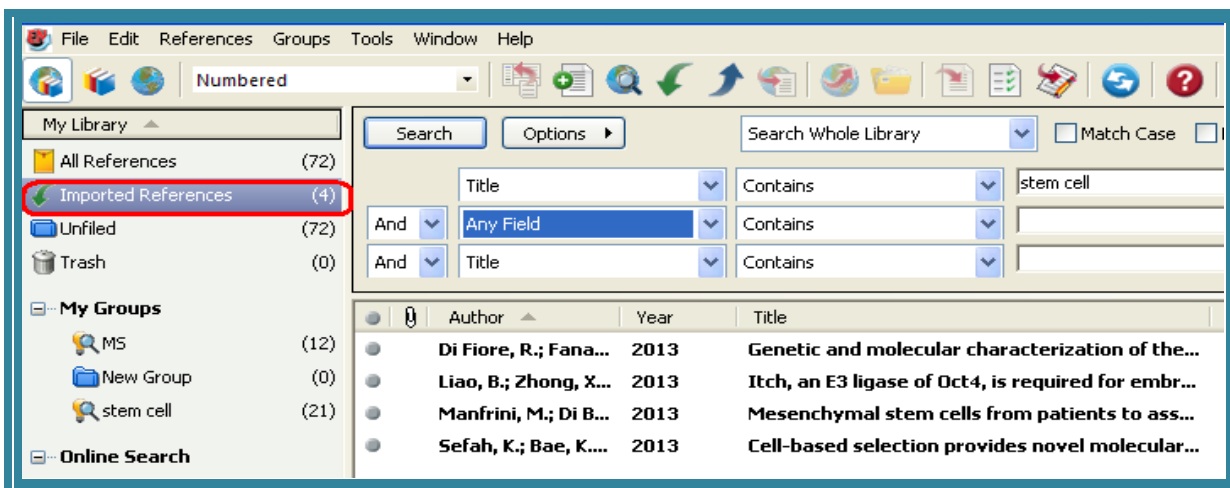 File Edit References Groups Tools Window Help
Numbered
My Library
All References (72)
Imported References (4)
Unfiled (72)
Trash (0)
My Groups
MS (12)
New Group (0)
stem cell (21)
Online Search
Search Options Search Whole Library Match Case
Title Contains stem cell
And Any Field Contains
And Title Contains
Author Year Title
Di Fiore, R.; Fana... 2013 Genetic and molecular characterization of the...
Liao, B.; Zhong, X... 2013 Itch, an E3 ligase of Oct4, is required for embr...
Manfrini, M.; Di B... 2013 Mesenchymal stem cells from patients to ass...
Sefah, K.; Bae, K.... 2013 Cell-based selection provides novel molecular...